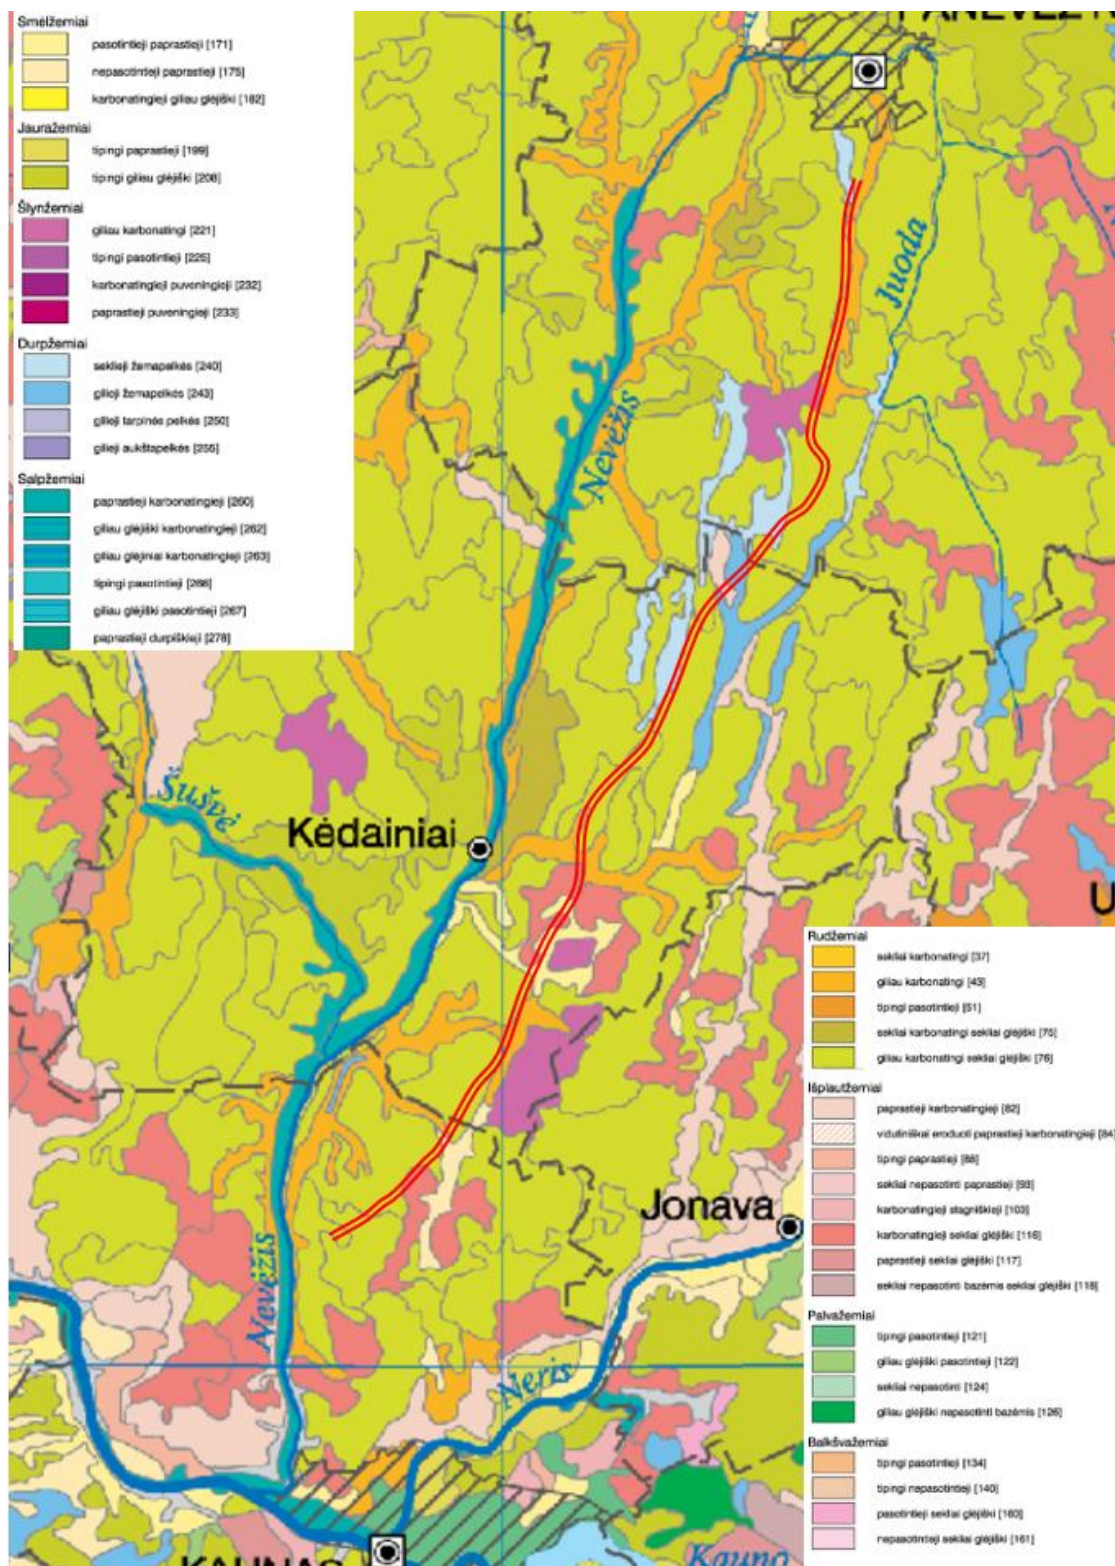 PANEVĖŽY
Smėlžemiai
pasotintieji paprastieji [171]
nepasotintieji paprastieji [175]
karbonatingieji giliau glėjiški [182]
Jauražemiai
tipingi paprastieji [199]
tipingi giliau glėjiški [208]
Šlynžemiai
giliau karbonatingi [221]
tipingi pasotintieji [225]
karbonatingieji puveningieji [232]
paprastieji puveningieji [233]
Durpžemiai
seklieji žemapelkės [240]
gilieji žemapelkės [243]
gilieji tarpinės pelkės [250]
gilieji aukštapelkės [255]
Salpžemiai
paprastieji karbonatingieji [260]
giliau glėjiški karbonatingieji [262]
giliau glėjiniai karbonatingieji [263]
tipingi pasotintieji [266]
giliau glėjiški pasotintieji [267]
paprastieji durpiškieji [278]
Juoda
Nevėžis
Šušvė
Kėdainiai
U
Rudžemiai
sekliai karbonatingi [37]
giliau karbonatingi [43]
tipingi pasotintieji [51]
sekliai karbonatingi sekliai glėjiški [75]
giliau karbonatingi sekliai glėjiški [76]
Išplautžemiai
paprastieji karbonatingieji [82]
vidutiniškai eroduoti paprastieji karbonatingieji [84]
tipingi paprastieji [88]
sekliai nepasotinti paprastieji [93]
karbonatingieji stagniškieji [103]
karbonatingieji sekliai glėjiški [116]
paprastieji sekliai glėjiški [117]
sekliai nepasotinti bazėmis sekliai glėjiški [118]
Palvažemiai
tipingi pasotintieji [121]
giliau glėjiški pasotintieji [122]
sekliai nepasotinti [124]
giliau glėjiški nepasotinti bazėmis [126]
Balkšvažemiai
tipingi pasotintieji [134]
tipingi nepasotintieji [140]
pasotintieji sekliai glėjiški [160]
nepasotintieji sekliai glėjiški [161]
Jonava
Nevėžis
Neris
KAUNAS
Kauno